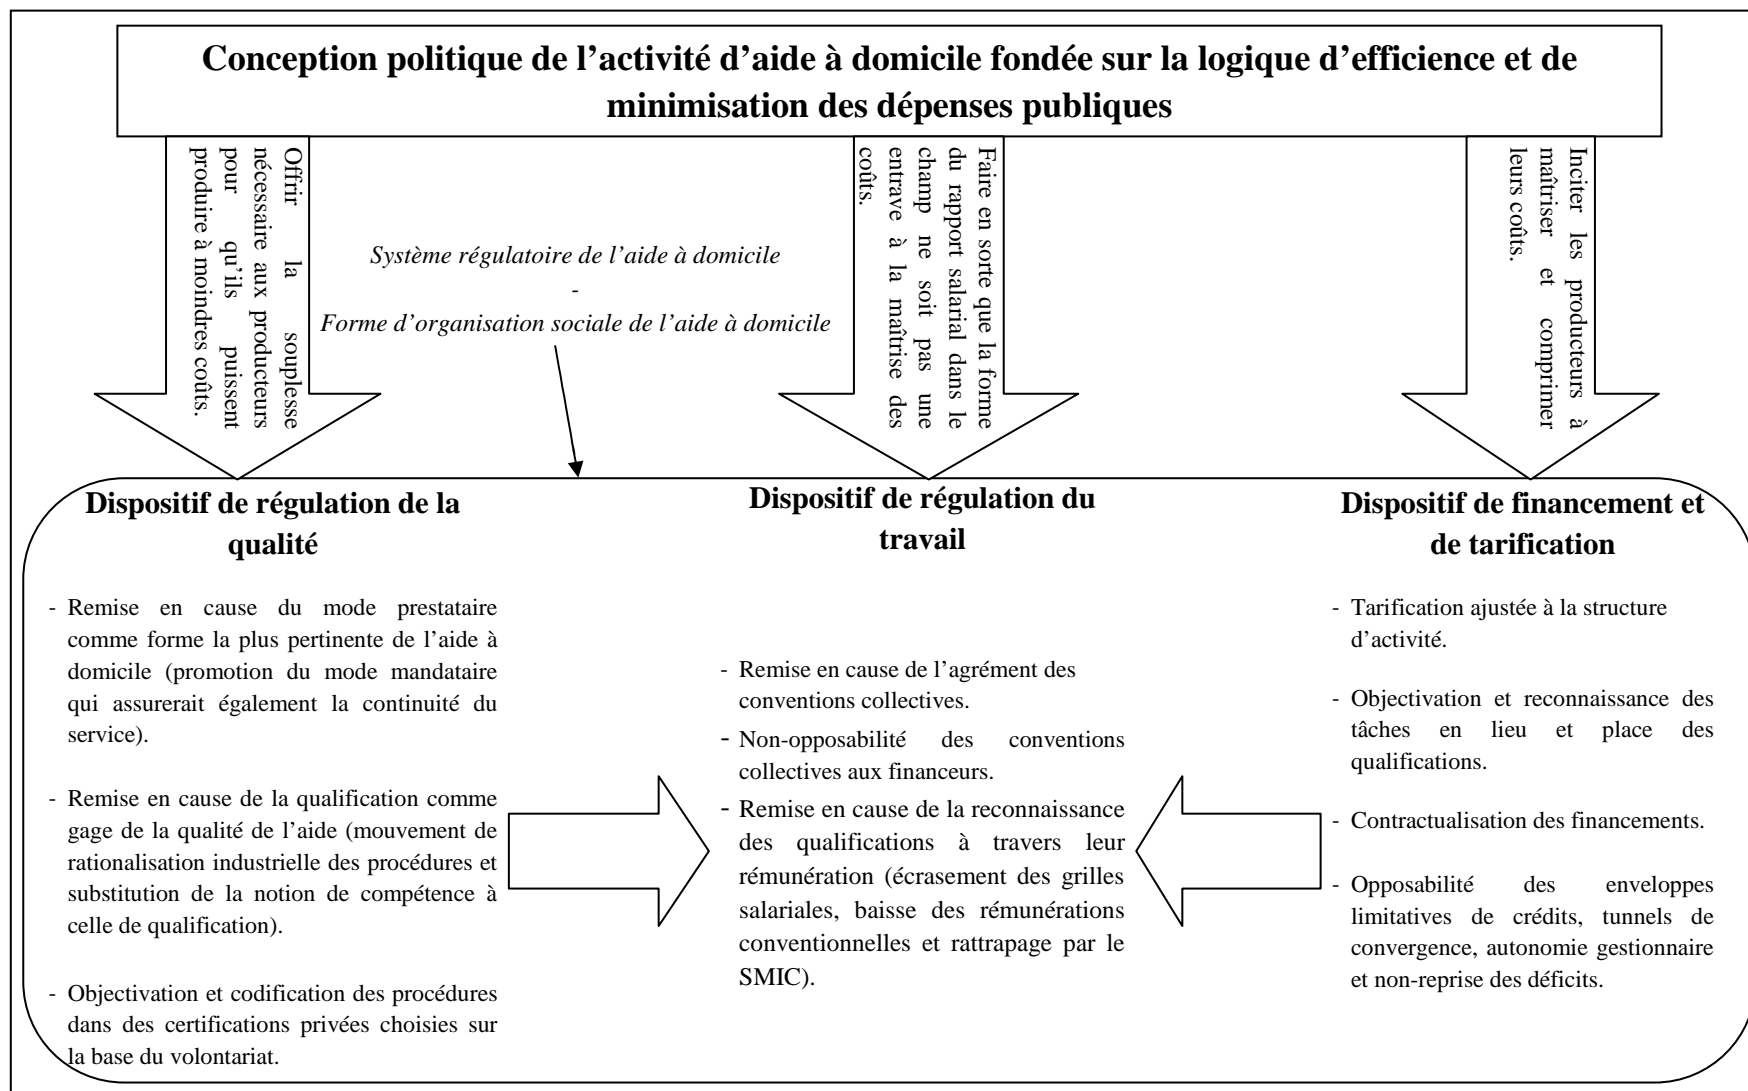 Conception politique de l’activité d’aide à domicile fondée sur la logique d’efficience et de
minimisation des dépenses publiques
Offrir la souplesse
nécessaire aux producteurs
pour qu’ils puissent
produire à moindres coûts.
Système régulatoire de l’aide à domicile
-
Forme d’organisation sociale de l’aide à domicile
Faire en sorte que la forme
du rapport salarial dans le
champ ne soit pas une
entrave à la maîtrise des
coûts.
Inciter les producteurs à
maîtriser et comprimer
leurs coûts.
Dispositif de régulation de la
qualité
- Remise en cause du mode prestataire
comme forme la plus pertinente de l’aide à
domicile (promotion du mode mandataire
qui assurerait également la continuité du
service).
- Remise en cause de la qualification comme
gage de la qualité de l’aide (mouvement de
rationalisation industrielle des procédures et
substitution de la notion de compétence à
celle de qualification).
- Objectivation et codification des procédures
dans des certifications privées choisies sur
la base du volontariat.
Dispositif de régulation du
travail
- Remise en cause de l’agrément des
conventions collectives.
- Non-opposabilité des conventions
collectives aux financeurs.
- Remise en cause de la reconnaissance
des qualifications à travers leur
rémunération (écrasement des grilles
salariales, baisse des rémunérations
conventionnelles et rattrapage par le
SMIC).
Dispositif de financement et
de tarification
- Tarification ajustée à la structure
d’activité.
- Objectivation et reconnaissance des
tâches en lieu et place des
qualifications.
- Contractualisation des financements.
- Opposabilité des enveloppes
limitatives de crédits, tunnels de
convergence, autonomie gestionnaire
et non-reprise des déficits.